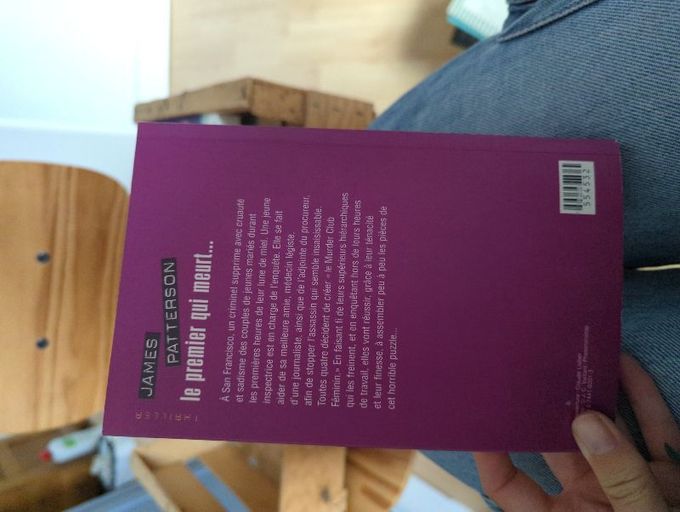 JAMES
PATTERSON
le premier qui meurt...
À San Francisco, un criminel supprime avec cruauté
et sadisme des couples de jeunes mariés durant
les premières heures de leur lune de miel. Une jeune
inspectrice est en charge de l'enquête. Elle se fait
aider de sa meilleure amie, médecin légiste,
d'une journaliste, ainsi que de l'adjointe du procureur,
afin de stopper l'assassin qui semble insaisissable.
Toutes quatre décident de créer « le Murder Club
Féminin. » En faisant fi de leurs supérieurs hiérarchiques
qui les freinent, et en enquêtant hors de leurs heures
de travail, elles vont réussir, grâce à leur ténacité
et leur finesse, à assembler peu à peu les pièces de
cet horrible puzzle...
554532